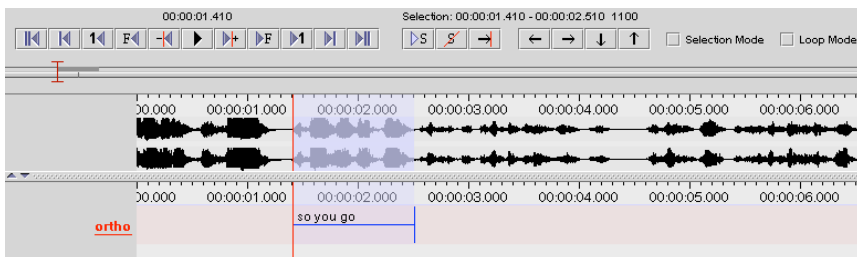 00:00:01.410 Selection: 00:00:01.410 - 00:00:02.510 1100
1 F - + F 1 S S Selection Mode Loop Mode
00.000 00:00:01.000 00:00:02.000 00:00:03.000 00:00:04.000 00:00:05.000 00:00:06.000
00.000 00:00:01.000 00:00:02.000 00:00:03.000 00:00:04.000 00:00:05.000 00:00:06.000
so you go
ortho